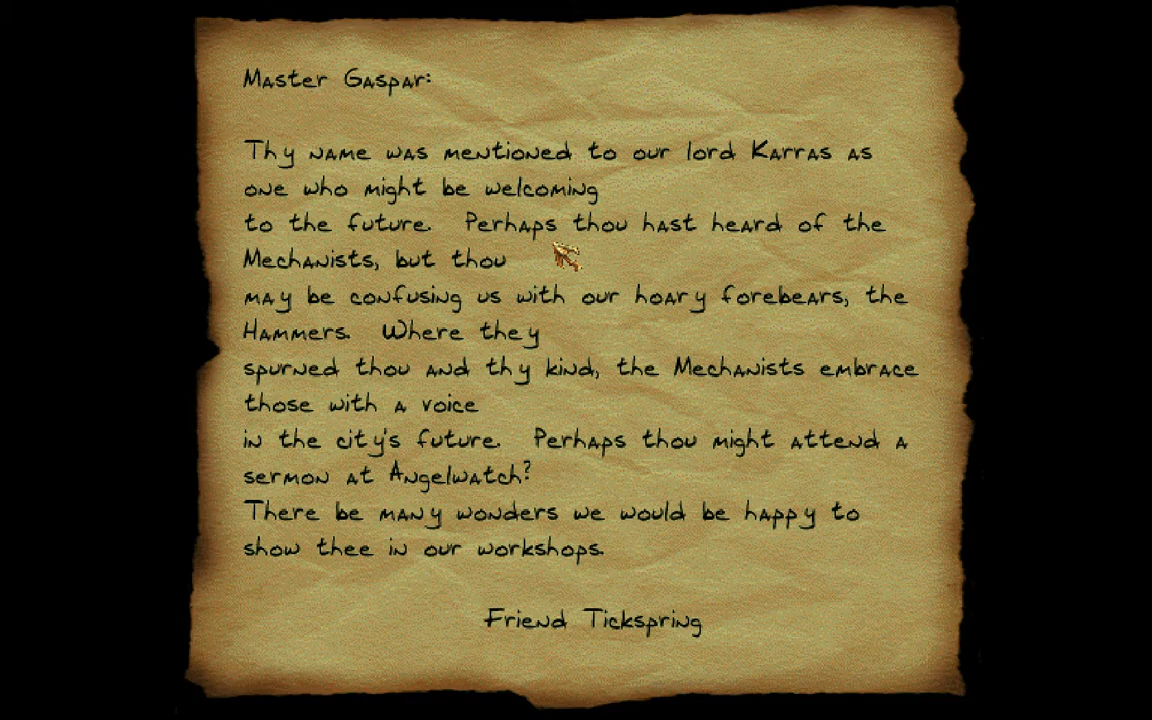 Master Gaspar:
Thy name was mentioned to our lord Karras as
one who might be welcoming
to the future.  Perhaps thou hast heard of the
Mechanists, but thou
may be confusing us with our hoary forebears, the
Hammers.  Where they
spurned thou and thy kind, the Mechanists embrace
those with a voice
in the city's future.  Perhaps thou might attend a
sermon at Angelwatch?
There be many wonders we would be happy to
show thee in our workshops.
Friend Tickspring